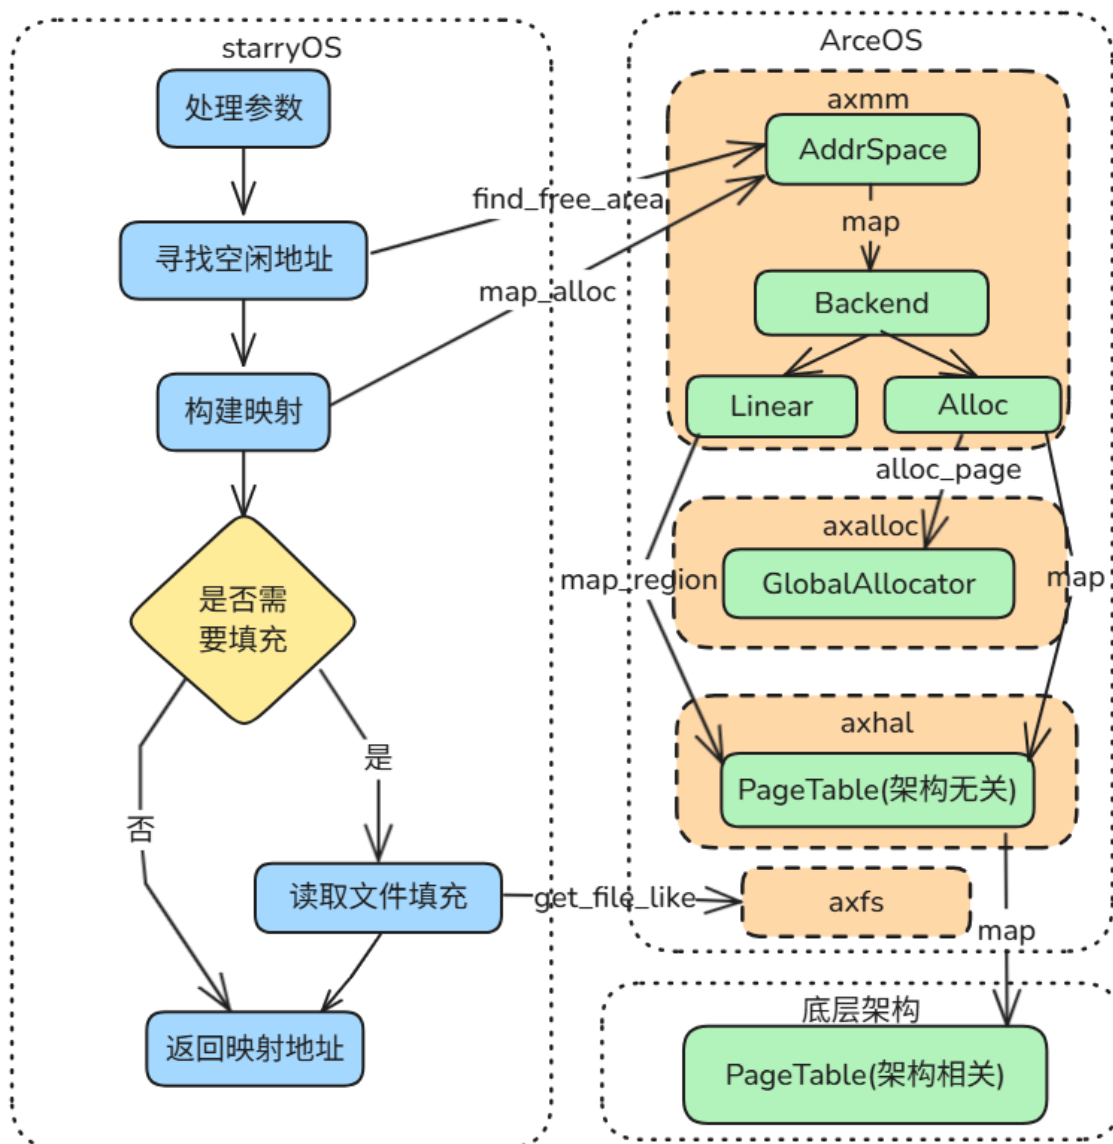 starryOS
处理参数
寻找空闲地址
构建映射
是否需
要填充
是
否
读取文件填充
返回映射地址
find_free_area
map_alloc
get_file_like
ArceOS
axmm
AddrSpace
map
Backend
Linear
Alloc
alloc_page
map_region
map
axalloc
GlobalAllocator
axhal
PageTable(架构无关)
axfs
map
底层架构
PageTable(架构相关)